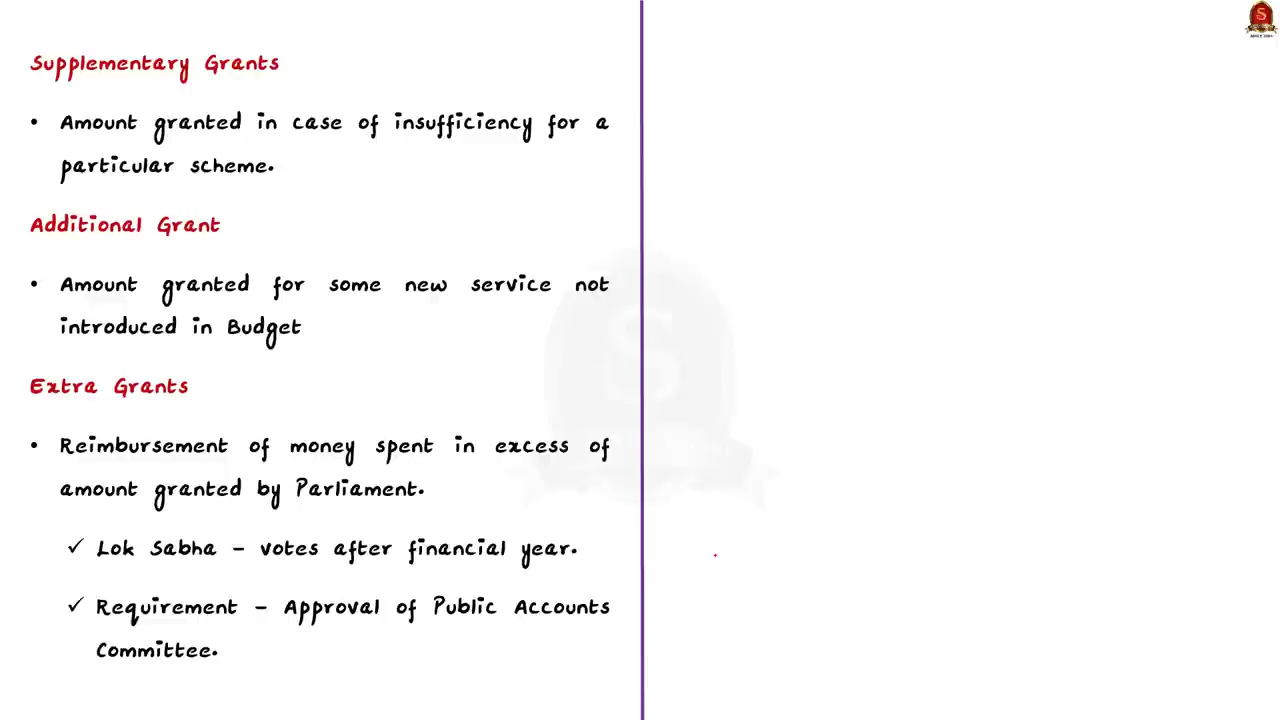 Supplementary Grants
• Amount granted in case of insufficiency for a
particular scheme.
Additional Grant
• Amount granted for some new service not
introduced in Budget
Extra Grants
• Reimbursement of money spent in excess of
amount granted by Parliament.
✓ Lok Sabha – votes after financial year.
✓ Requirement – Approval of Public Accounts
Committee.
S